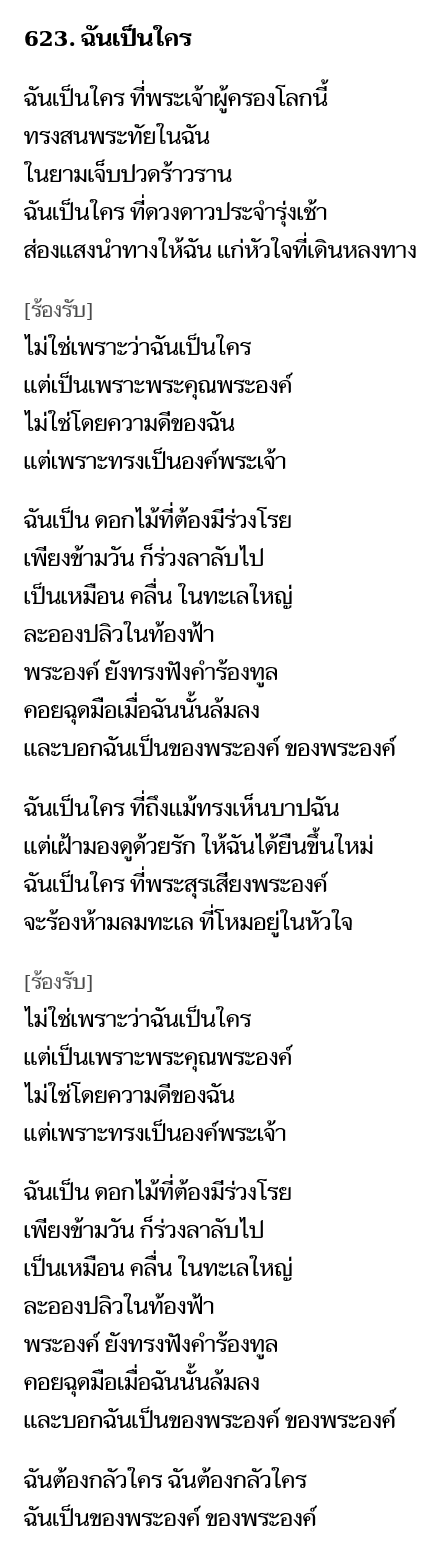 623. ฉันเป็นใคร
ฉันเป็นใคร ที่พระเจ้าผู้ครองโลกนี้
ทรงสนพระทัยในฉัน
ในยามเจ็บปวดร้าวราน
ฉันเป็นใคร ที่ดวงดาวประจำรุ่งเช้า
ส่องแสงนำทางให้ฉัน แก่หัวใจที่เดินหลงทาง
[ร้องรับ]
ไม่ใช่เพราะว่าฉันเป็นใคร
แต่เป็นเพราะพระคุณพระองค์
ไม่ใช่โดยความดีของฉัน
แต่เพราะทรงเป็นองค์พระเจ้า
ฉันเป็น ดอกไม้ที่ต้องมีร่วงโรย
เพียงข้ามวัน ก็ร่วงลาลับไป
เป็นเหมือน คลื่น ในทะเลใหญ่
ละอองปลิวในท้องฟ้า
พระองค์ ยังทรงฟังคำร้องทูล
คอยฉุดมือเมื่อฉันนั้นล้มลง
และบอกฉันเป็นของพระองค์ ของพระองค์
ฉันเป็นใคร ที่ถึงแม้ทรงเห็นบาปฉัน
แต่เฝ้ามองดูด้วยรัก ให้ฉันได้ยืนขึ้นใหม่
ฉันเป็นใคร ที่พระสุรเสียงพระองค์
จะร้องห้ามลมทะเล ที่โหมอยู่ในหัวใจ
[ร้องรับ]
ไม่ใช่เพราะว่าฉันเป็นใคร
แต่เป็นเพราะพระคุณพระองค์
ไม่ใช่โดยความดีของฉัน
แต่เพราะทรงเป็นองค์พระเจ้า
ฉันเป็น ดอกไม้ที่ต้องมีร่วงโรย
เพียงข้ามวัน ก็ร่วงลาลับไป
เป็นเหมือน คลื่น ในทะเลใหญ่
ละอองปลิวในท้องฟ้า
พระองค์ ยังทรงฟังคำร้องทูล
คอยฉุดมือเมื่อฉันนั้นล้มลง
และบอกฉันเป็นของพระองค์ ของพระองค์
ฉันต้องกลัวใคร ฉันต้องกลัวใคร
ฉันเป็นของพระองค์ ของพระองค์